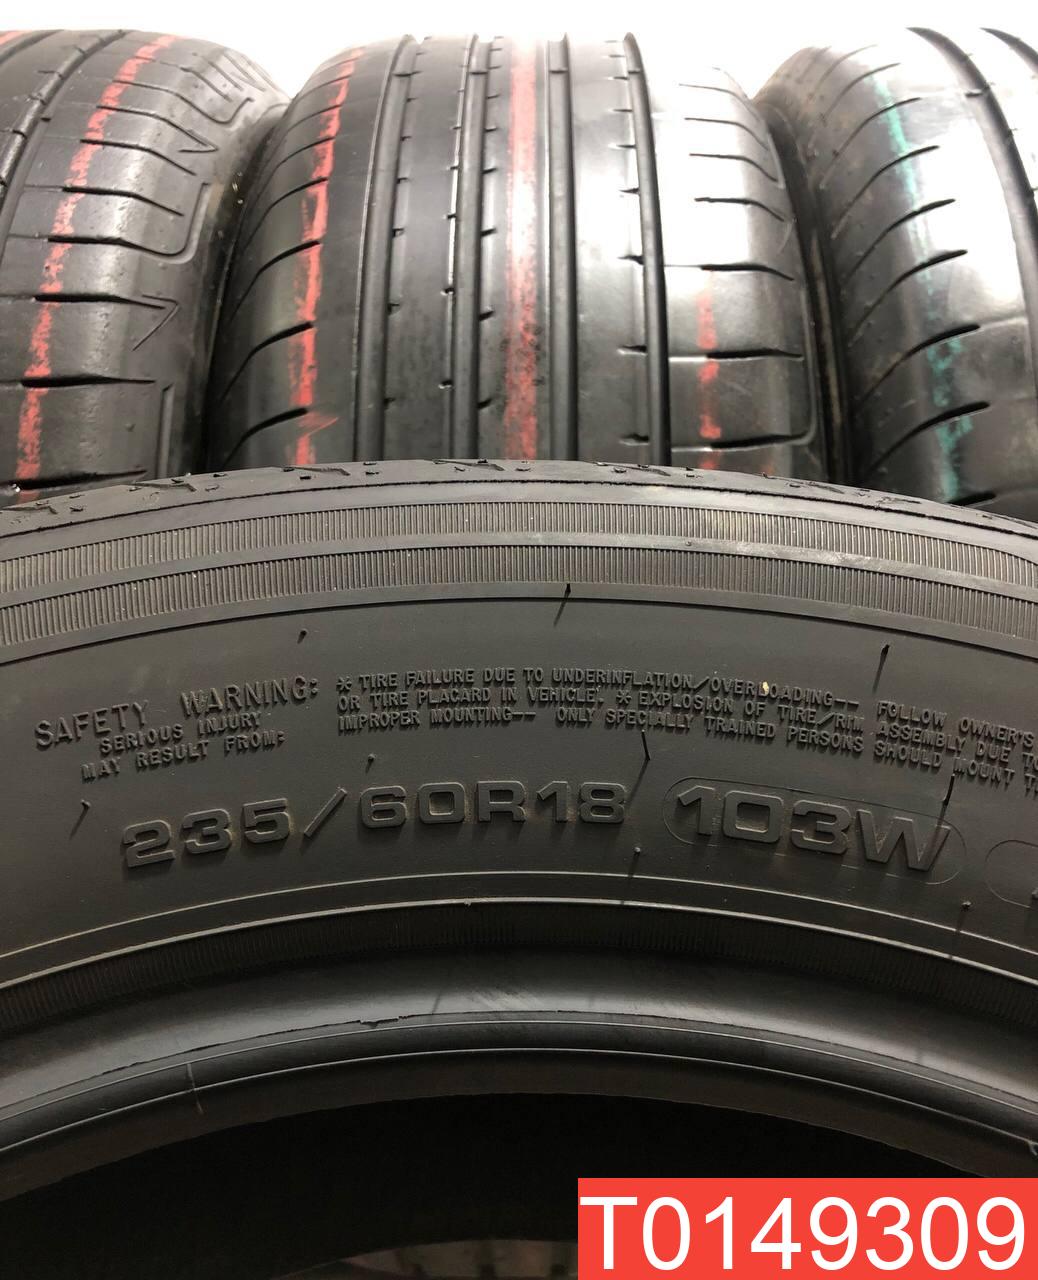 SAFETY WARNING:
SERIOUS INJURY
MAY RESULT FROM:
* TIRE FAILURE DUE TO UNDERINFLATION/OVERLOADING-- FOLLOW OWNER'S
OR TIRE PLACARD IN VEHICLE. * EXPLOSION OF TIRE/RIM ASSEMBLY DUE TO
IMPROPER MOUNTING-- ONLY SPECIALLY TRAINED PERSONS SHOULD MOUNT
235/60R18 103W
T0149309